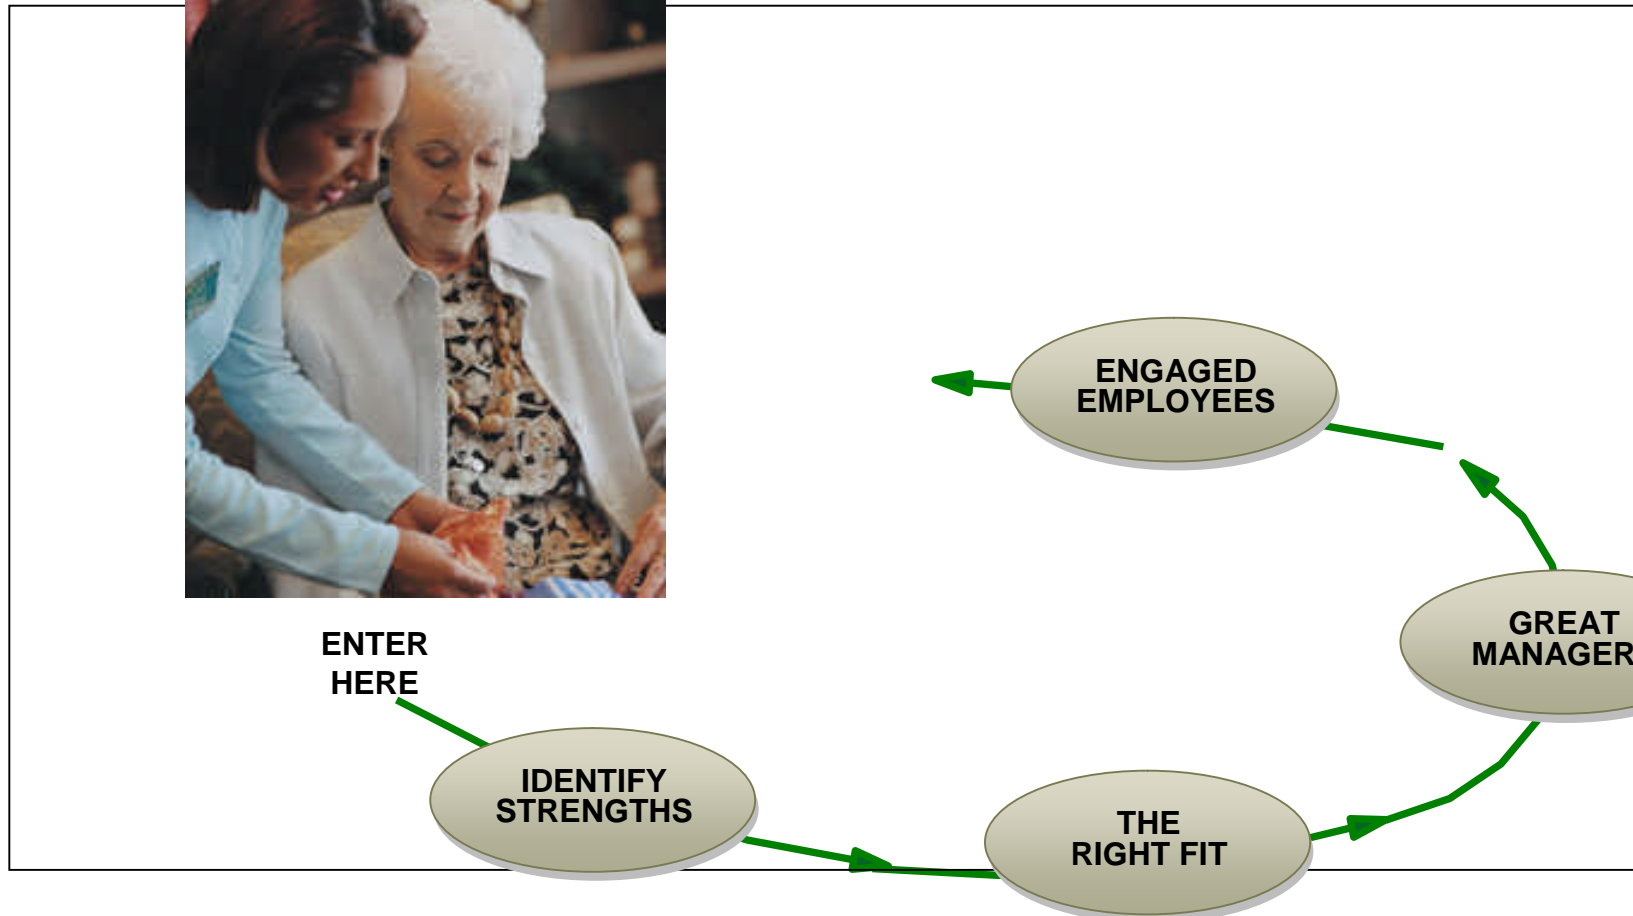 ENTER
HERE
IDENTIFY
STRENGTHS
THE
RIGHT FIT
GREAT
MANAGER
ENGAGED
EMPLOYEES